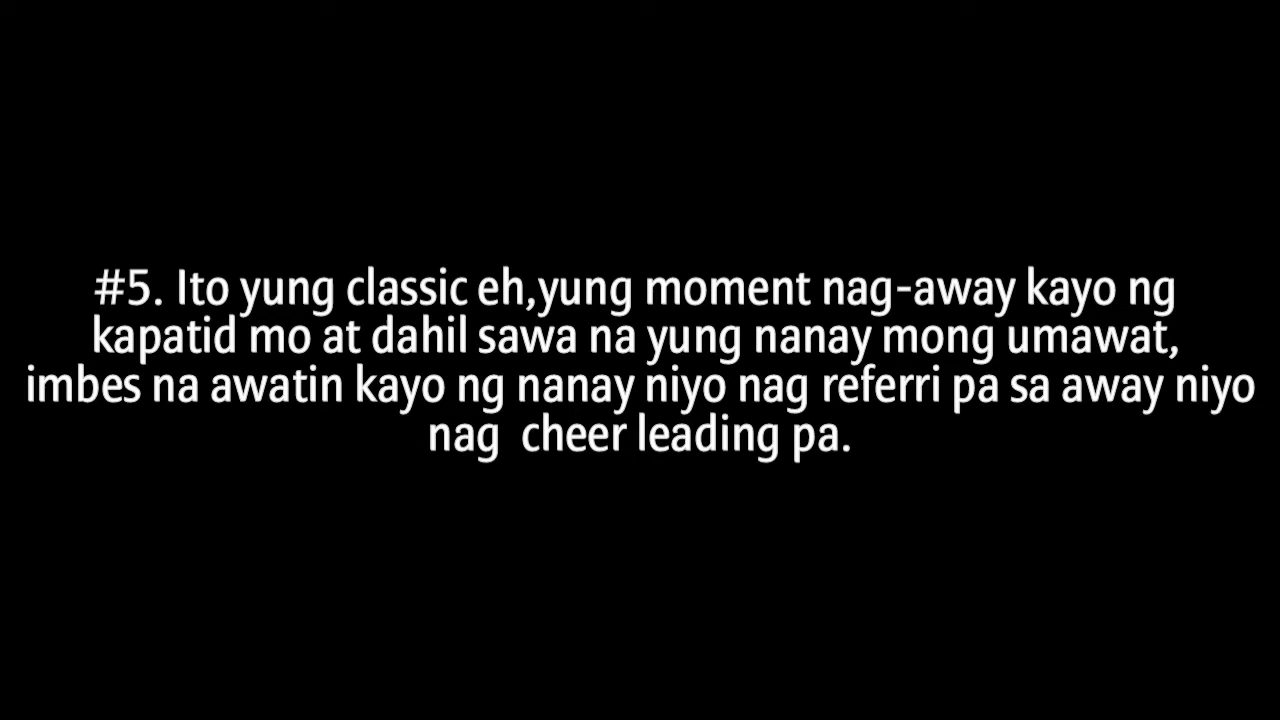 #5. Ito yung classic eh,yung moment nag-away kayo ng
kapatid mo at dahil sawa na yung nanay mong umawat,
imbes na awatin kayo ng nanay niyo nag referri pa sa away niyo
nag  cheer leading pa.